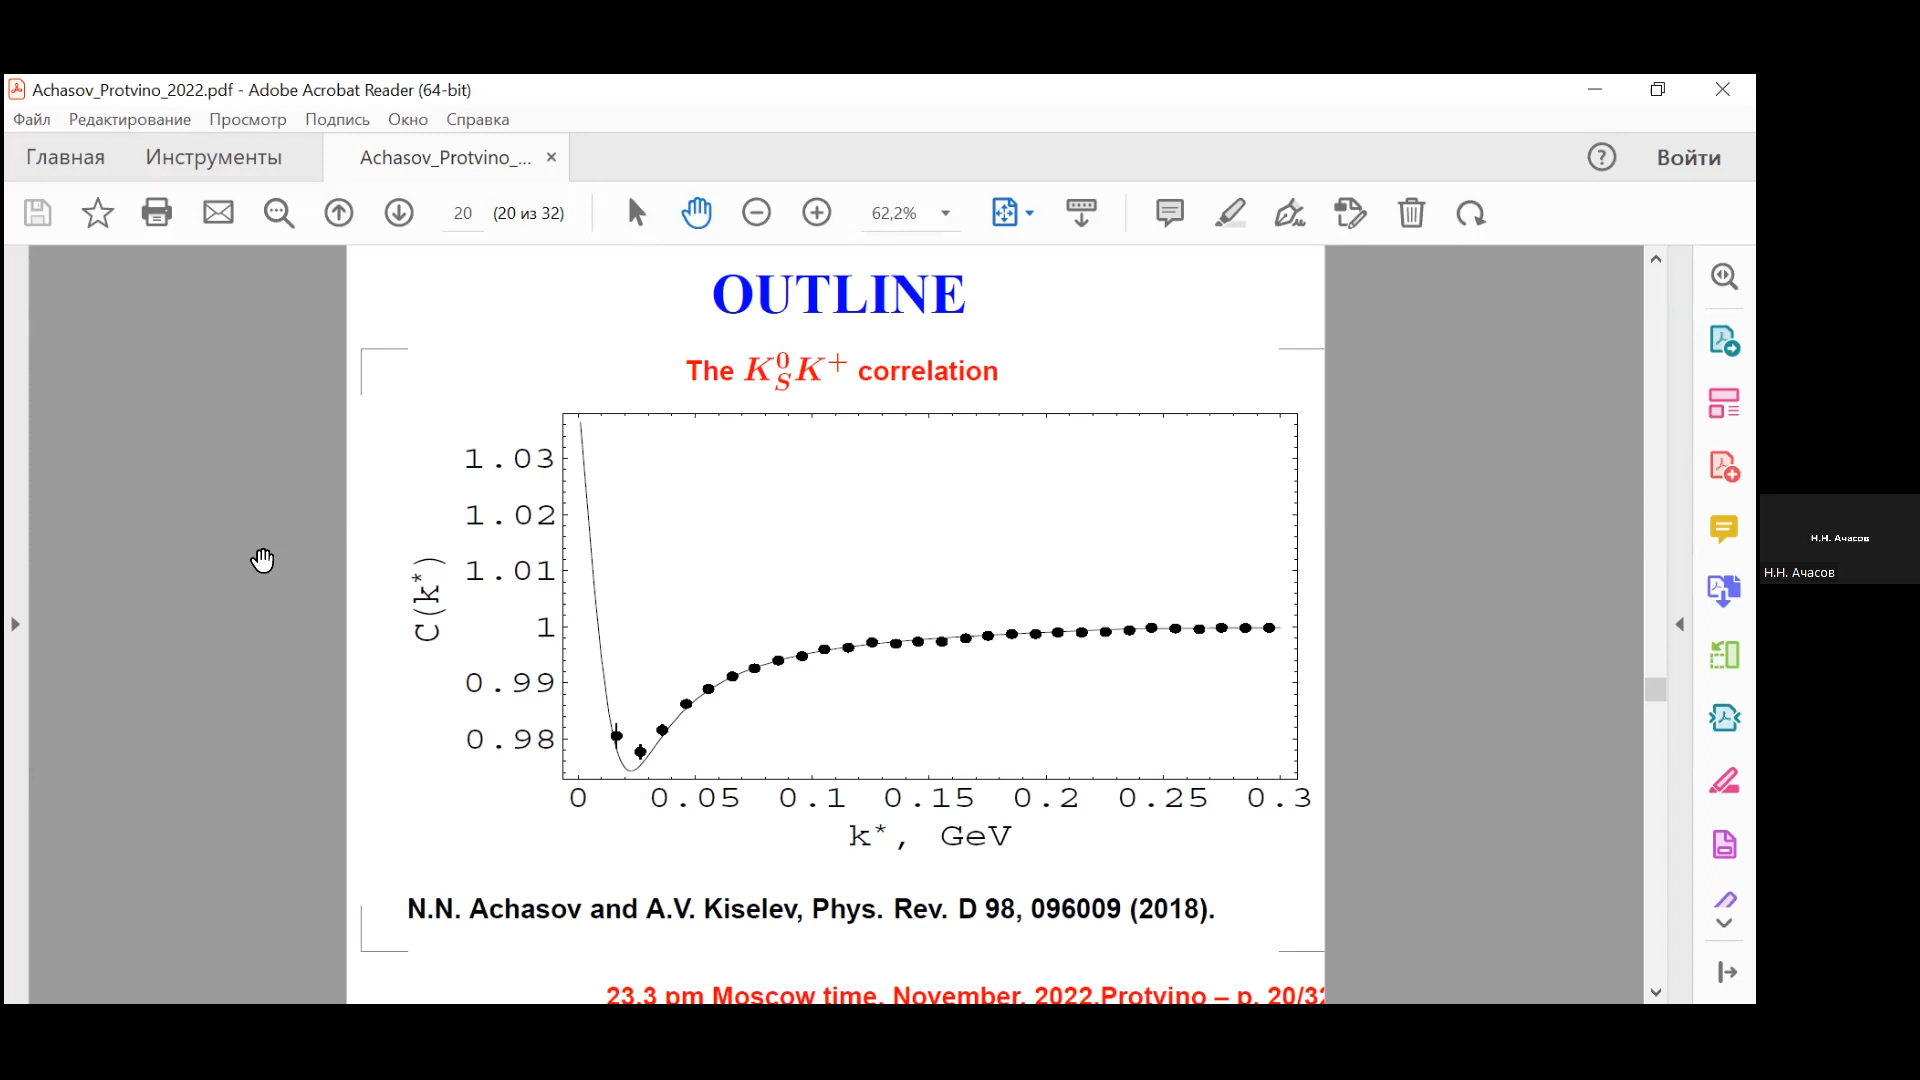 Achasov_Protvino_2022.pdf - Adobe Acrobat Reader (64-bit)
Файл Редактирование Просмотр Подпись Окно Справка
Главная Инструменты Achasov_Protvino_... × Войти
20 (20 из 32) 62,2%
OUTLINE
The K_S^0 K^+ correlation
1.03
1.02
1.01
1
0.99
0.98
C(k*)
0 0.05 0.1 0.15 0.2 0.25 0.3
k*, GeV
N.N. Achasov and A.V. Kiselev, Phys. Rev. D 98, 096009 (2018).
23.3 pm Moscow time, November, 2022,Protvino – p. 20/32
Н.Н. Ачасов
Н.Н. Ачасов